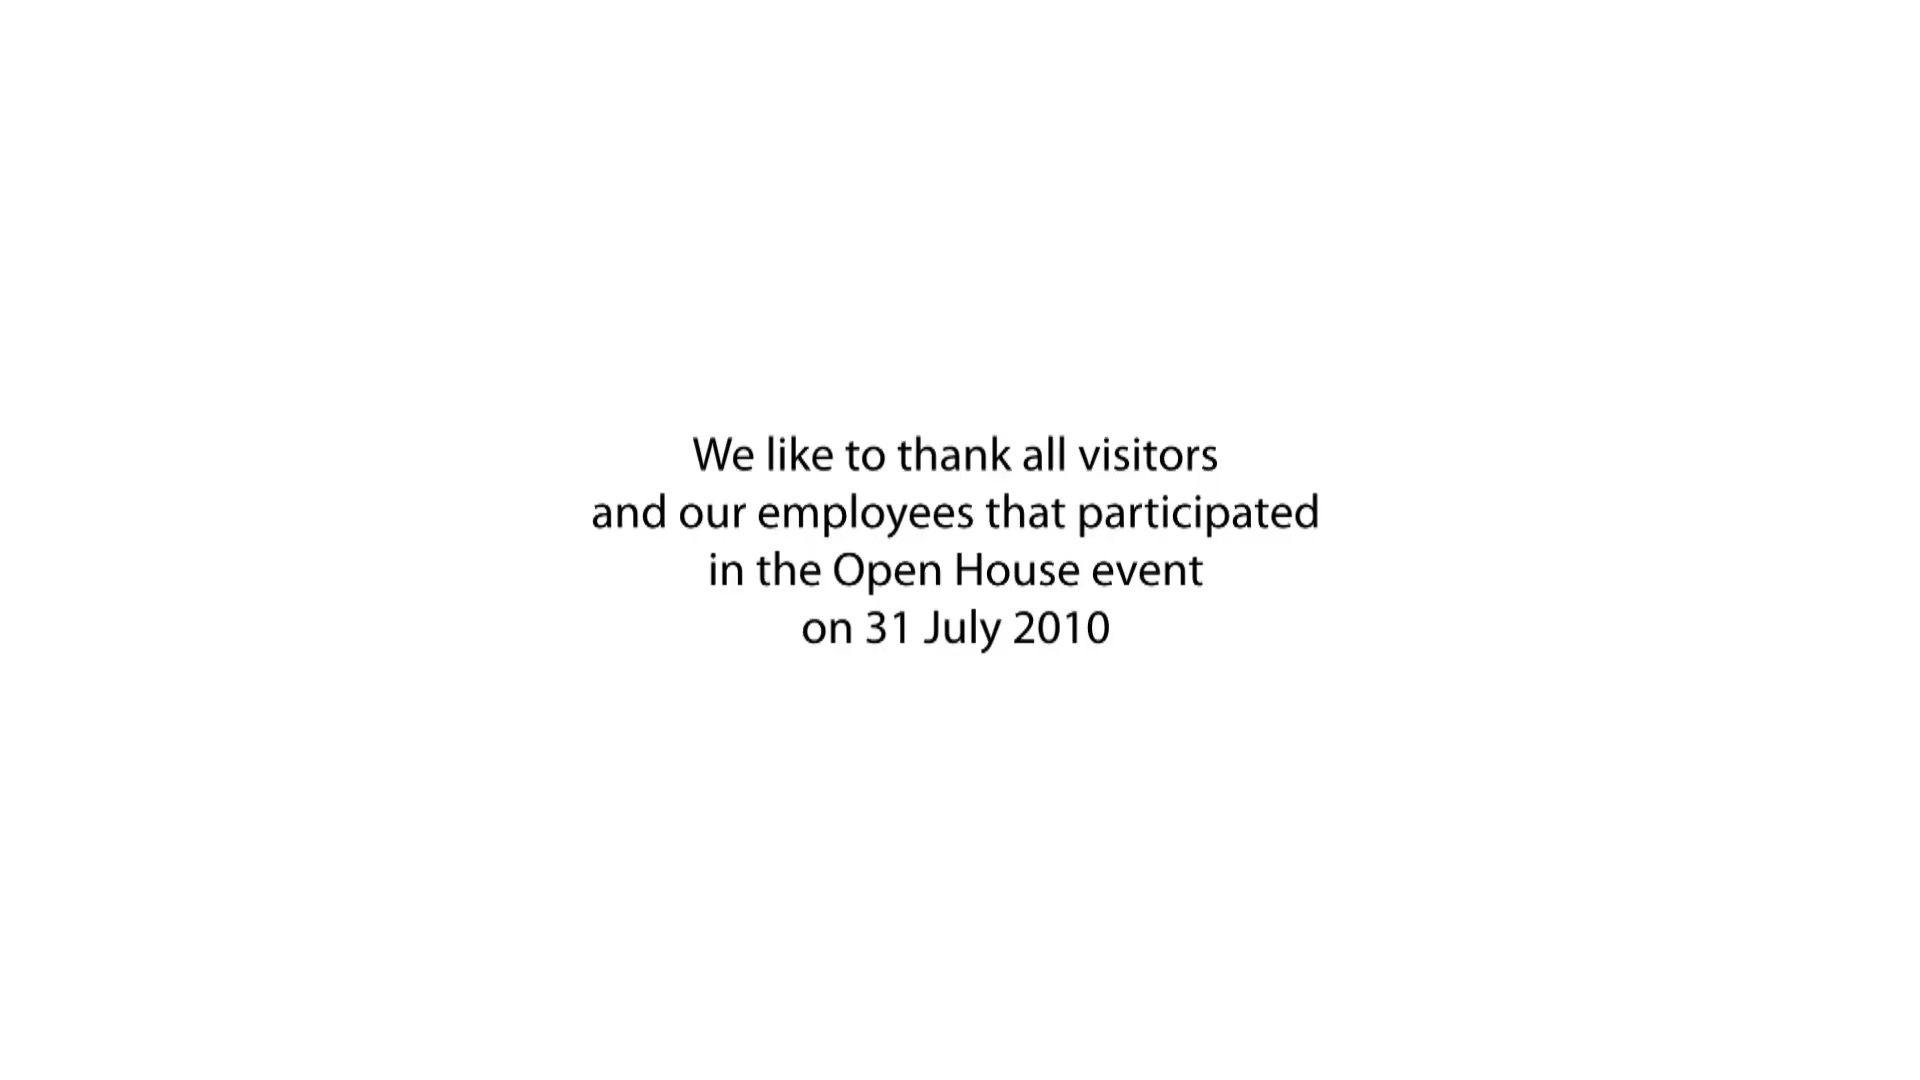 We like to thank all visitors
and our employees that participated
in the Open House event
on 31 July 2010